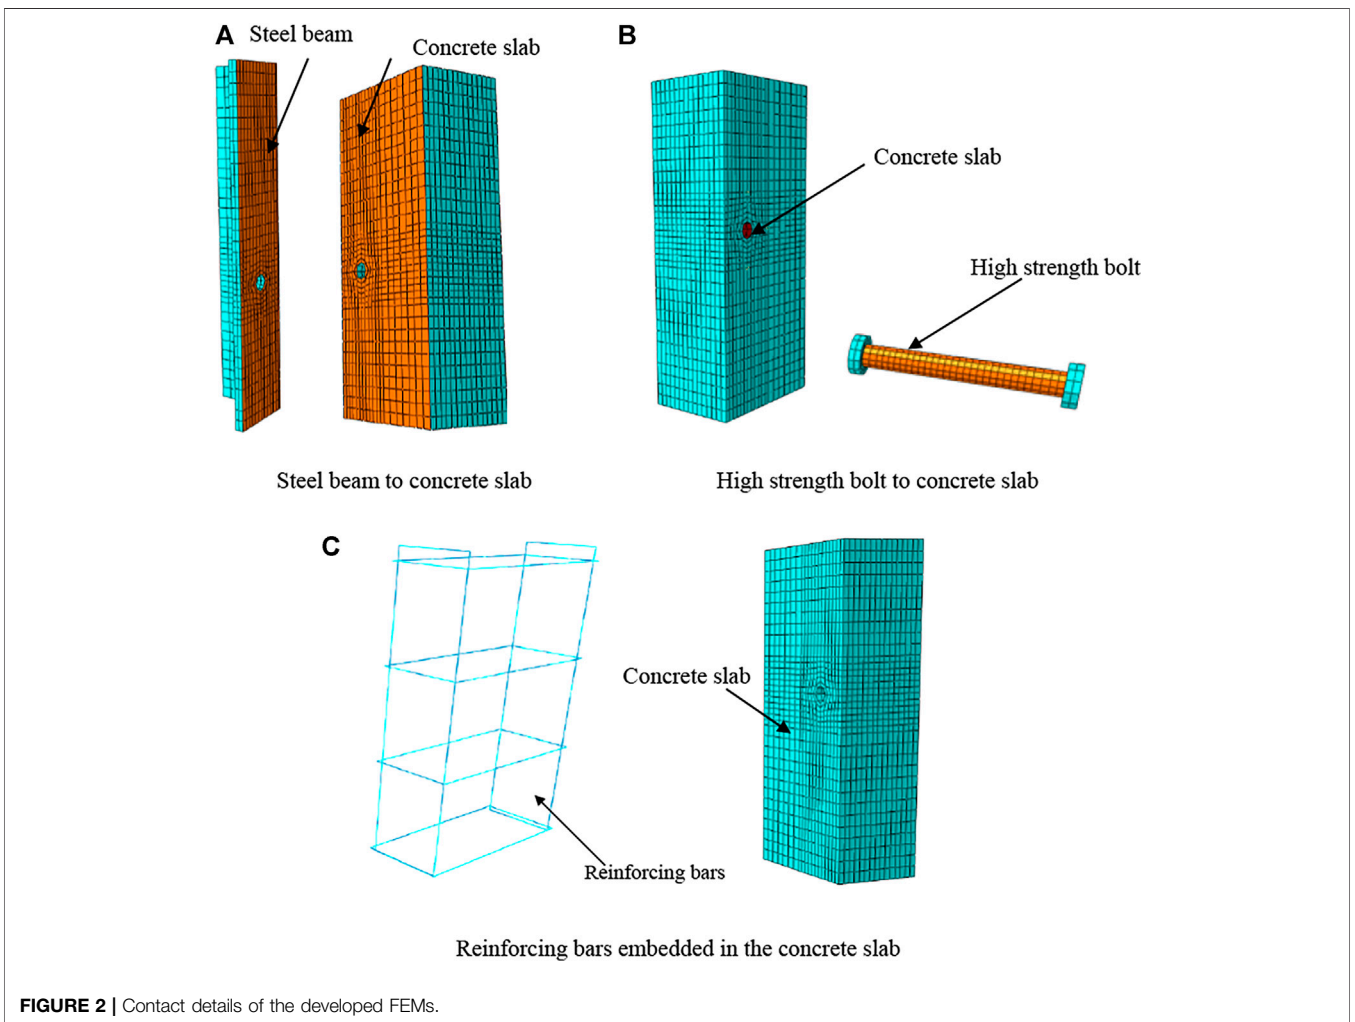 A
Steel beam
Concrete slab
B
Concrete slab
High strength bolt
Steel beam to concrete slab
High strength bolt to concrete slab
C
Concrete slab
Reinforcing bars
Reinforcing bars embedded in the concrete slab
FIGURE 2 | Contact details of the developed FEMs.